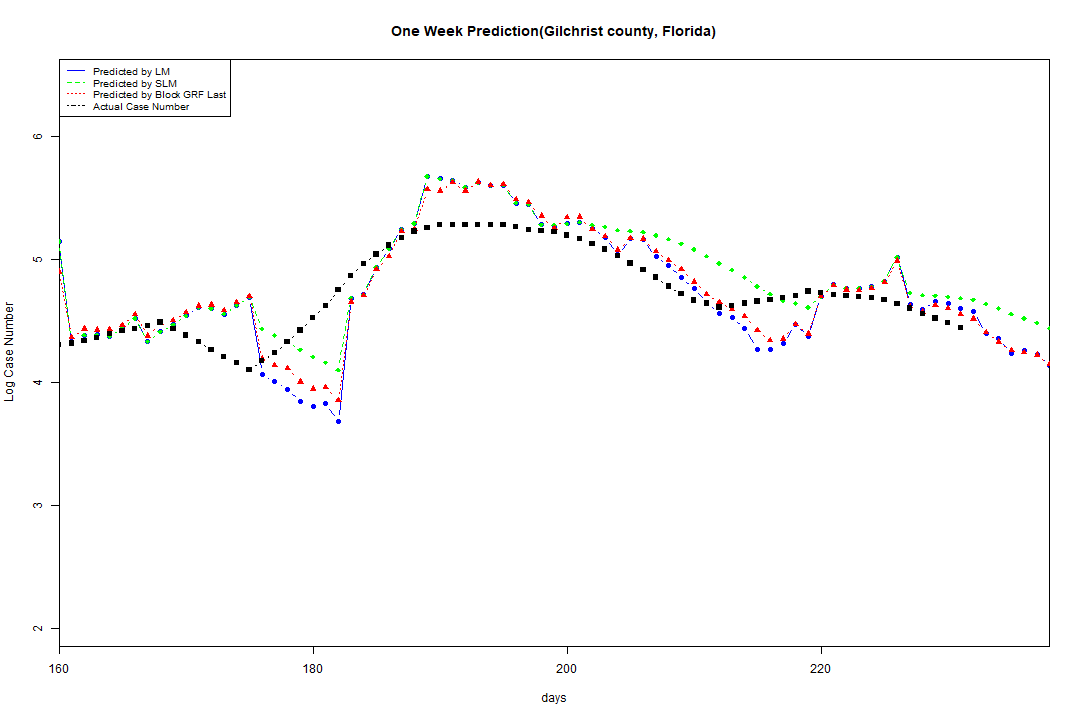 One Week Prediction(Gilchrist county, Florida)
Predicted by LM
Predicted by SLM
Predicted by Block GRF Last
Actual Case Number
6
5
4
3
2
Log Case Number
160 180 200 220
days